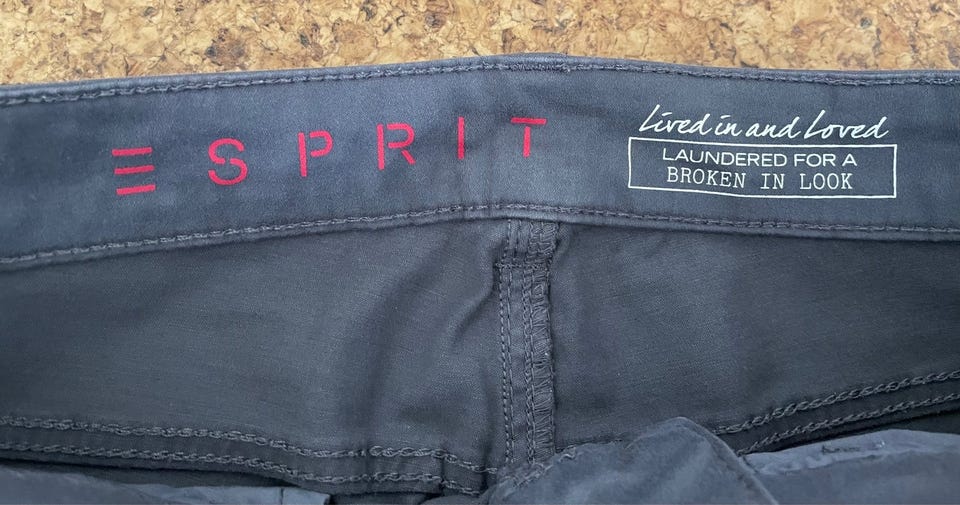 ESPRIT
Lived in and Loved
LAUNDERED FOR A
BROKEN IN LOOK